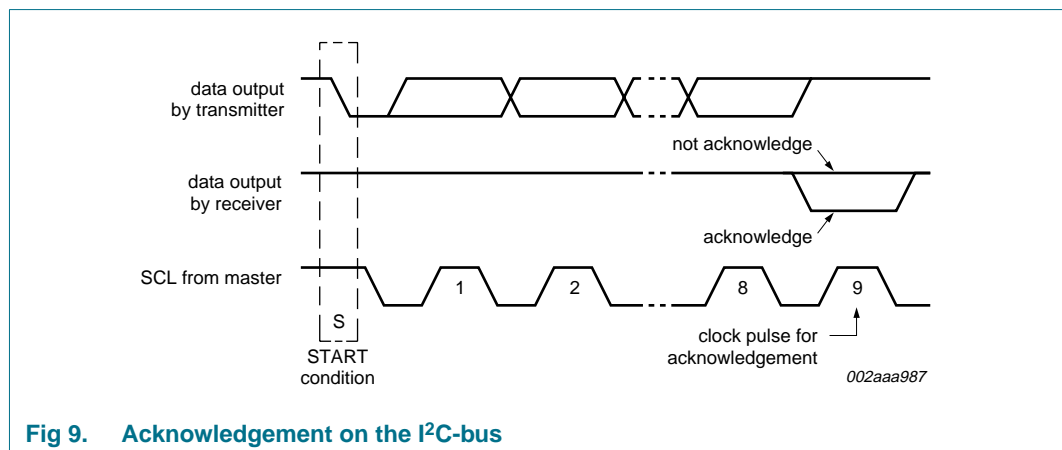 data output
by transmitter
not acknowledge
data output
by receiver
acknowledge
SCL from master
1
2
8
9
S
START
condition
clock pulse for
acknowledgement
002aaa987
Fig 9. Acknowledgement on the I²C-bus